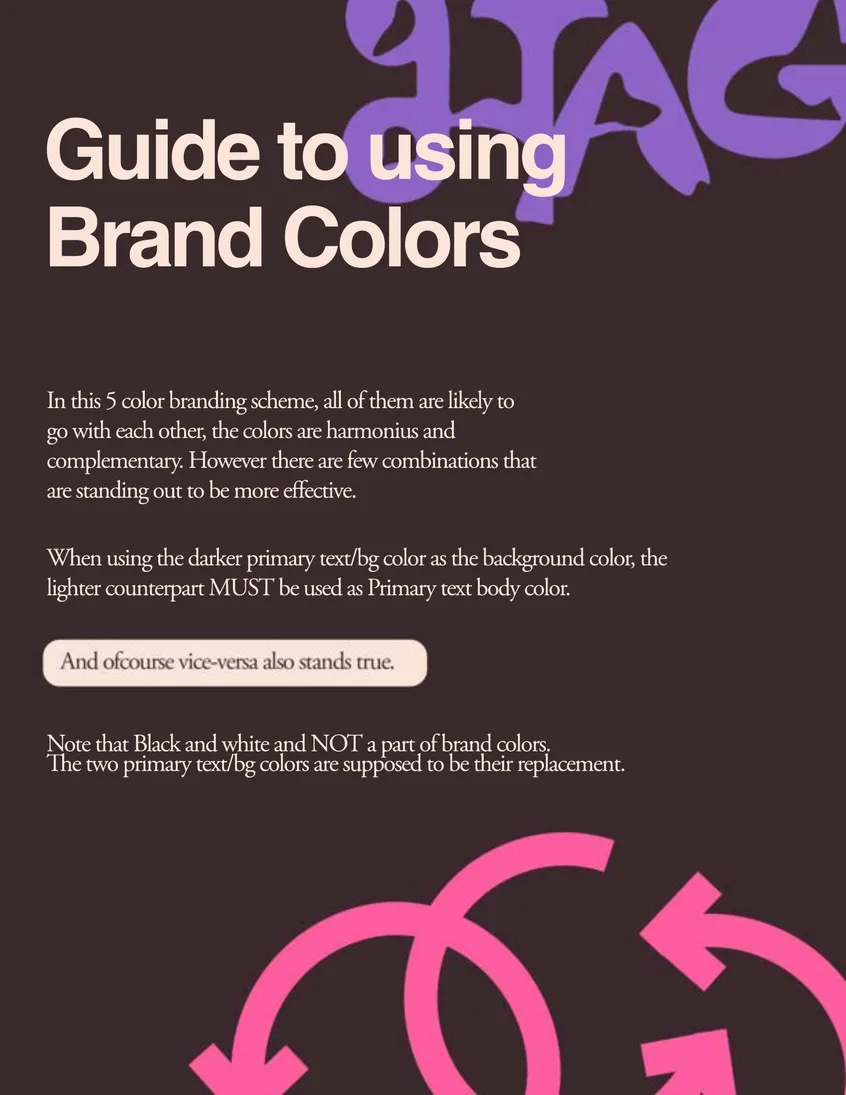 Guide to using
Brand Colors
In this 5 color branding scheme, all of them are likely to
go with each other, the colors are harmonius and
complementary. However there are few combinations that
are standing out to be more effective.
When using the darker primary text/bg color as the background color, the
lighter counterpart MUST be used as Primary text body color.
And ofcourse vice-versa also stands true.
Note that Black and white and NOT a part of brand colors.
The two primary text/bg colors are supposed to be their replacement.